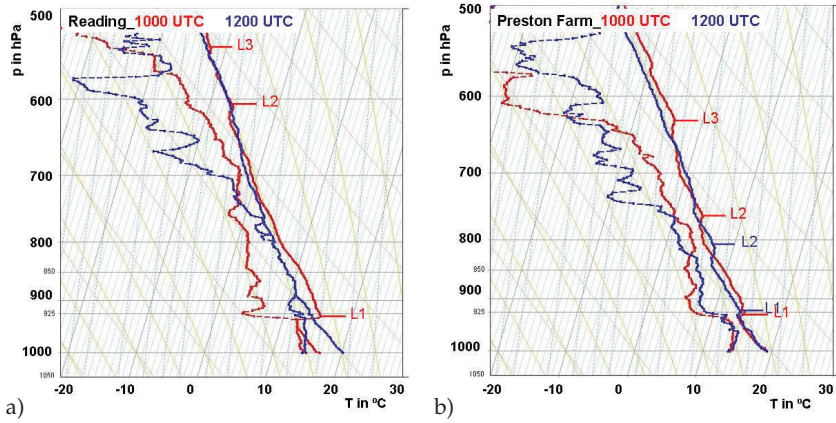 Reading_1000 UTC 1200 UTC
p in hPa
500
600
700
800
850
900
925
1000
1050
L3
L2
L1
-20 -10 0 10 20 30
T in ºC
a)
Preston Farm_1000 UTC 1200 UTC
p in hPa
500
600
700
800
850
900
925
1000
1050
L3
L2
L2
L1
L1
-20 -10 0 10 20 30
T in ºC
b)